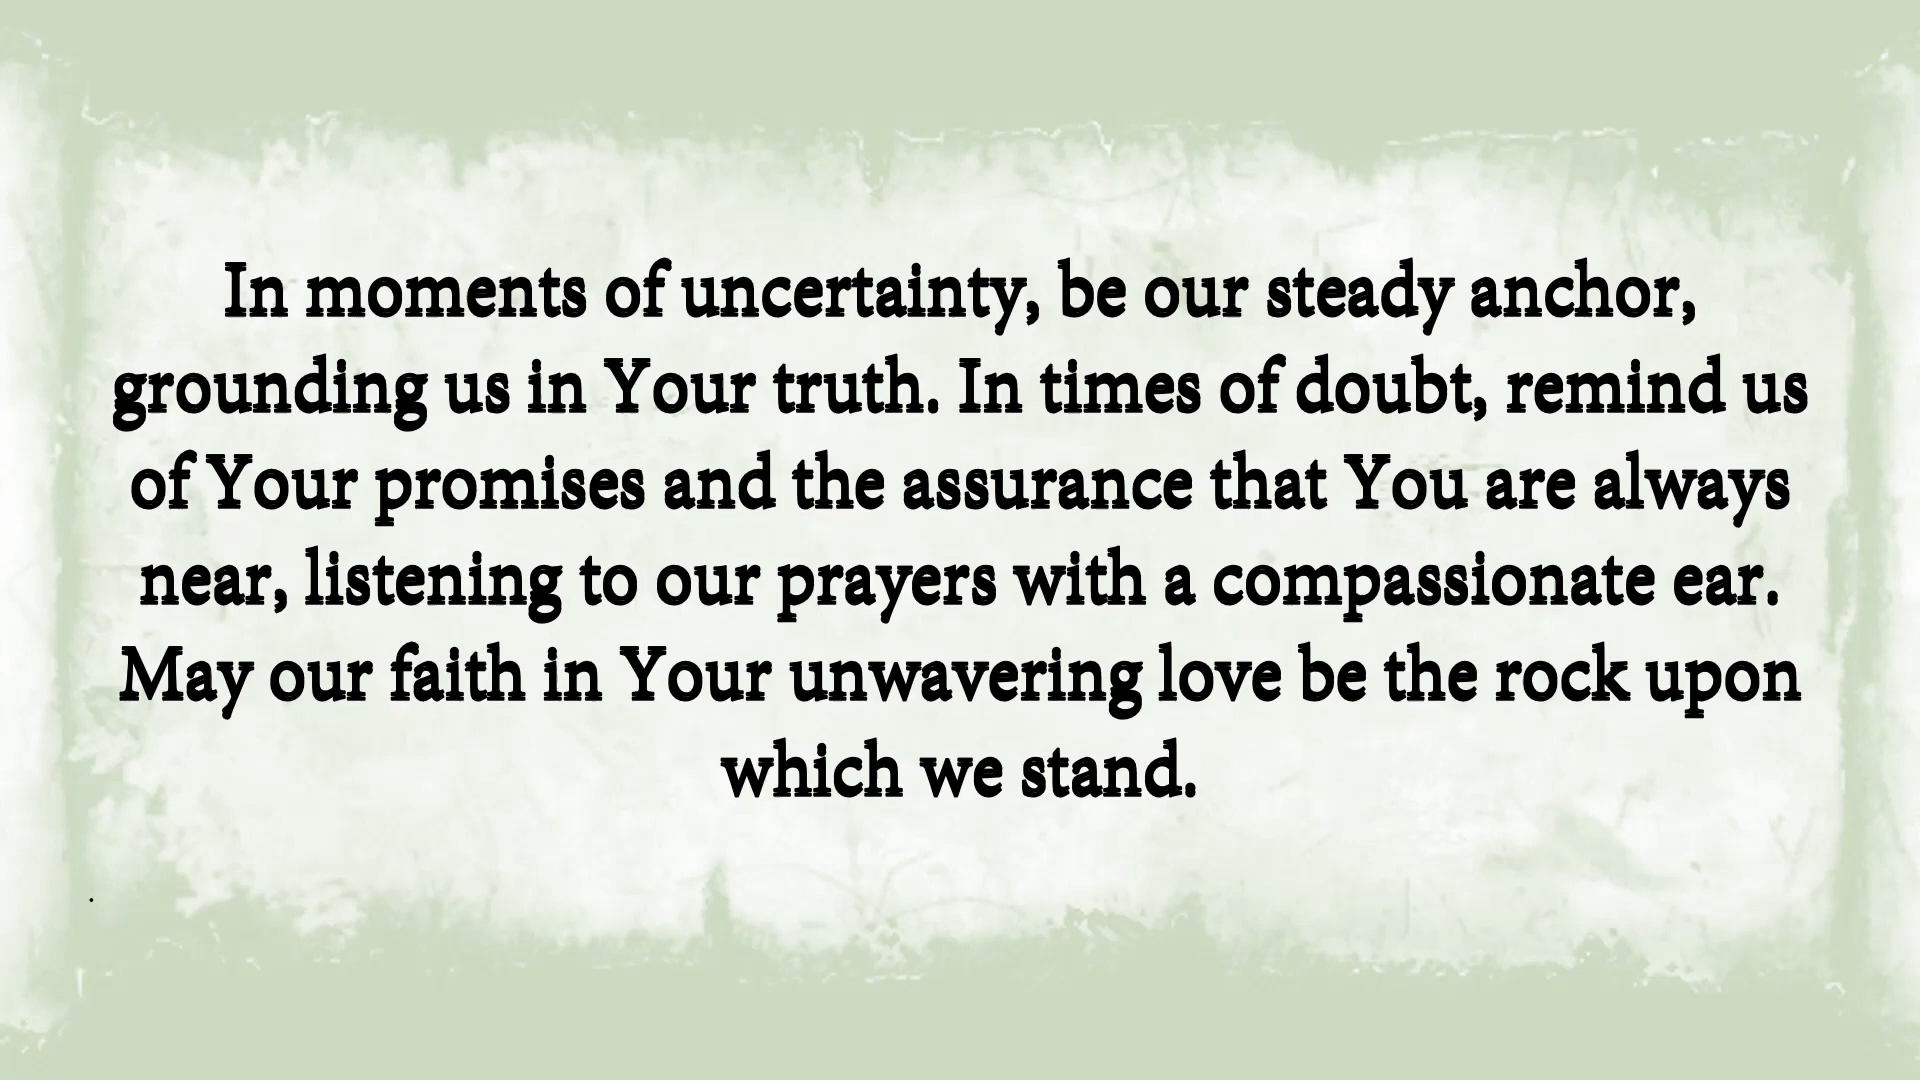 In moments of uncertainty, be our steady anchor,
grounding us in Your truth. In times of doubt, remind us
of Your promises and the assurance that You are always
near, listening to our prayers with a compassionate ear.
May our faith in Your unwavering love be the rock upon
which we stand.
.